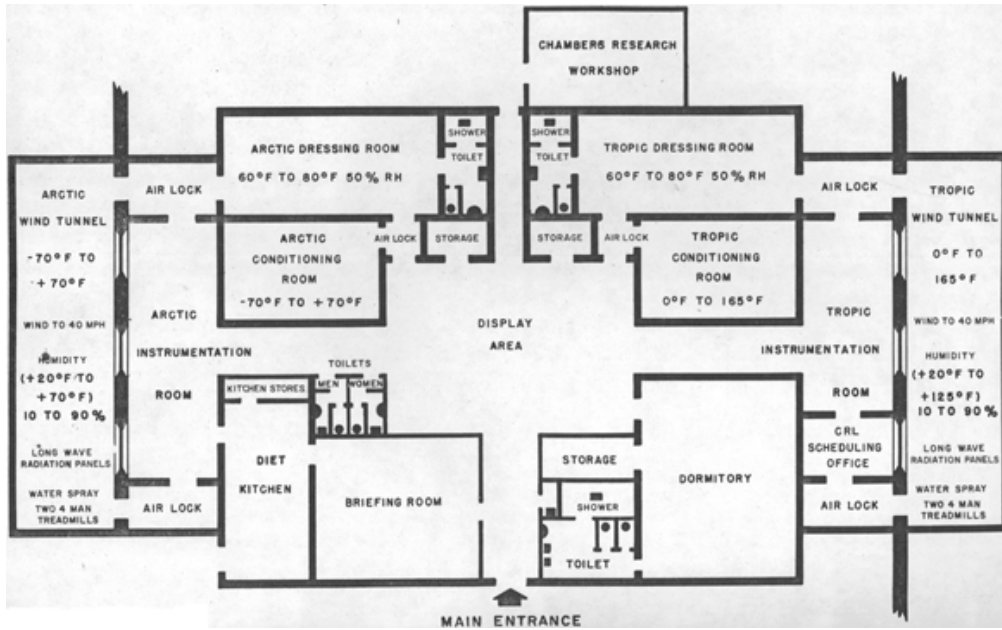 CHAMBERS RESEARCH
WORKSHOP
SHOWER
TOILET
SHOWER
TOILET
ARCTIC DRESSING ROOM
60°F TO 80°F 50% RH
TROPIC DRESSING ROOM
60°F TO 80°F 50% RH
ARCTIC
WIND TUNNEL
-70°F TO
+70°F
WIND TO 40 MPH
HUMIDITY
(+20°F TO
+70°F)
10 TO 90%
LONG WAVE
RADIATION PANELS
WATER SPRAY
TWO 4 MAN
TREADMILLS
AIR LOCK
ARCTIC
INSTRUMENTATION
ROOM
AIR LOCK
ARCTIC
CONDITIONING
ROOM
-70°F TO +70°F
AIR LOCK
STORAGE
STORAGE
AIR LOCK
TROPIC
CONDITIONING
ROOM
0°F TO 165°F
DISPLAY
AREA
AIR LOCK
TROPIC
INSTRUMENTATION
ROOM
CRL
SCHEDULING
OFFICE
AIR LOCK
TROPIC
WIND TUNNEL
0°F TO
165°F
WIND TO 40 MPH
HUMIDITY
(+20°F TO
+125°F)
10 TO 90%
LONG WAVE
RADIATION PANELS
WATER SPRAY
TWO 4 MAN
TREADMILLS
TOILETS
MEN
WOMEN
KITCHEN STORES
DIET
KITCHEN
BRIEFING ROOM
STORAGE
SHOWER
TOILET
DORMITORY
MAIN ENTRANCE